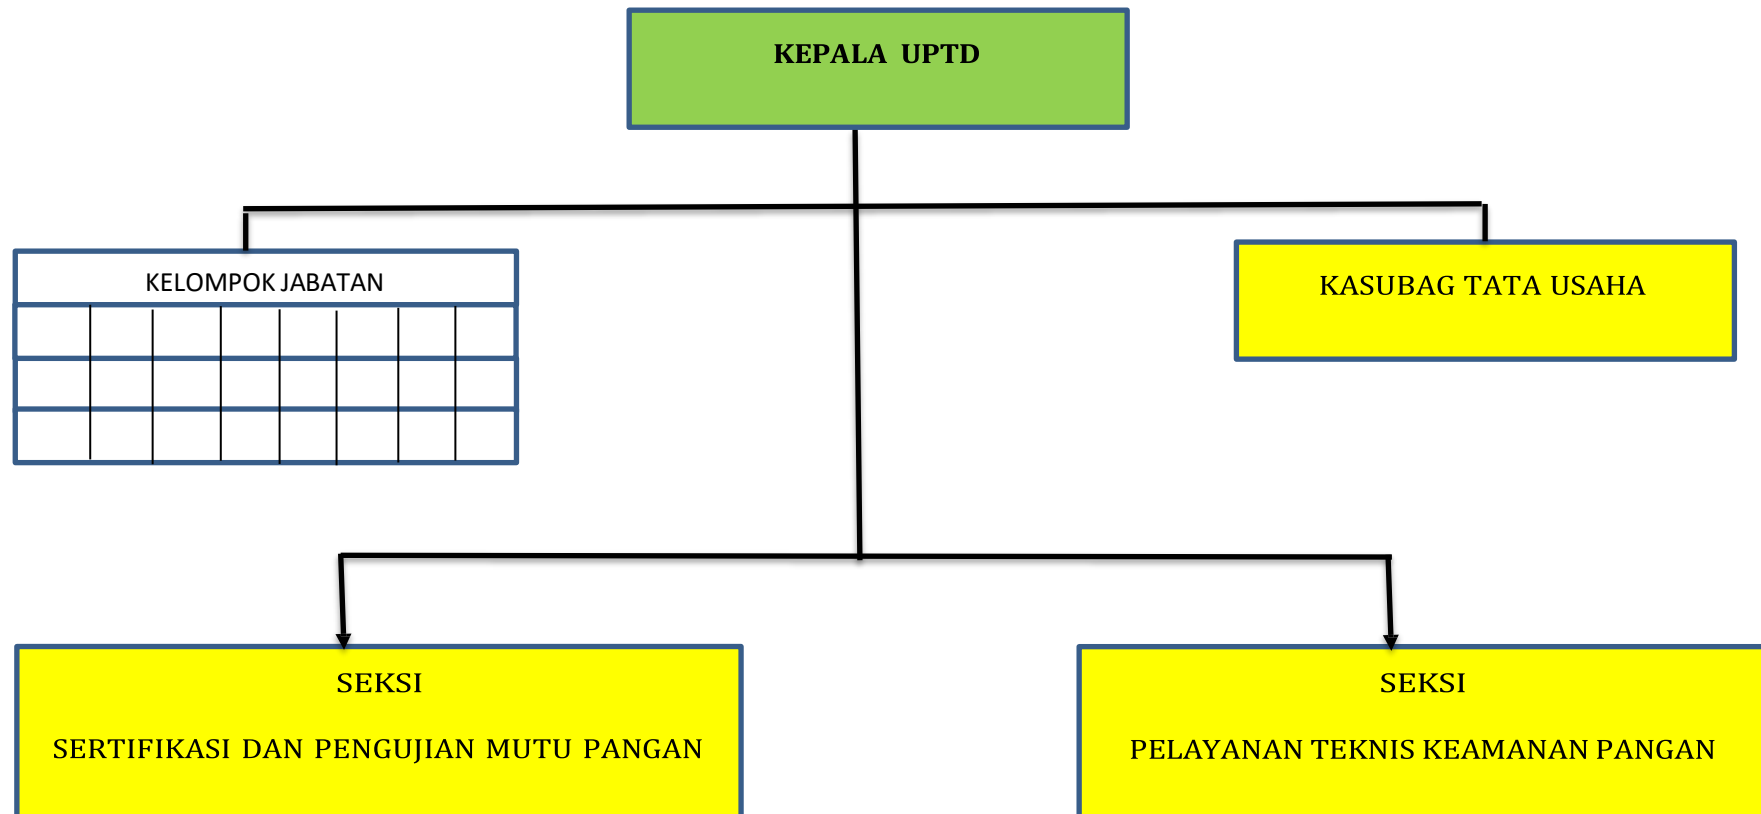 KEPALA UPTD
KELOMPOK JABATAN
KASUBAG TATA USAHA
SEKSI
SERTIFIKASI DAN PENGUJIAN MUTU PANGAN
SEKSI
PELAYANAN TEKNIS KEAMANAN PANGAN